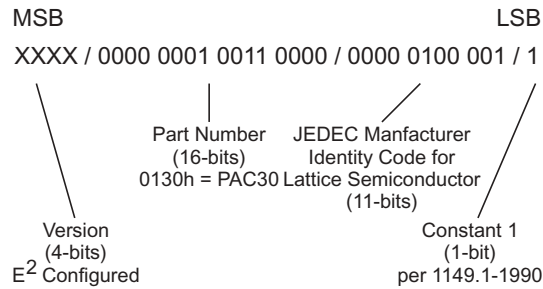 MSB LSB
XXXX / 0000 0001 0011 0000 / 0000 0100 001 / 1
Part Number
(16-bits)
0130h = PAC30
JEDEC Manfacturer
Identity Code for
Lattice Semiconductor
(11-bits)
Version
(4-bits)
E² Configured
Constant 1
(1-bit)
per 1149.1-1990